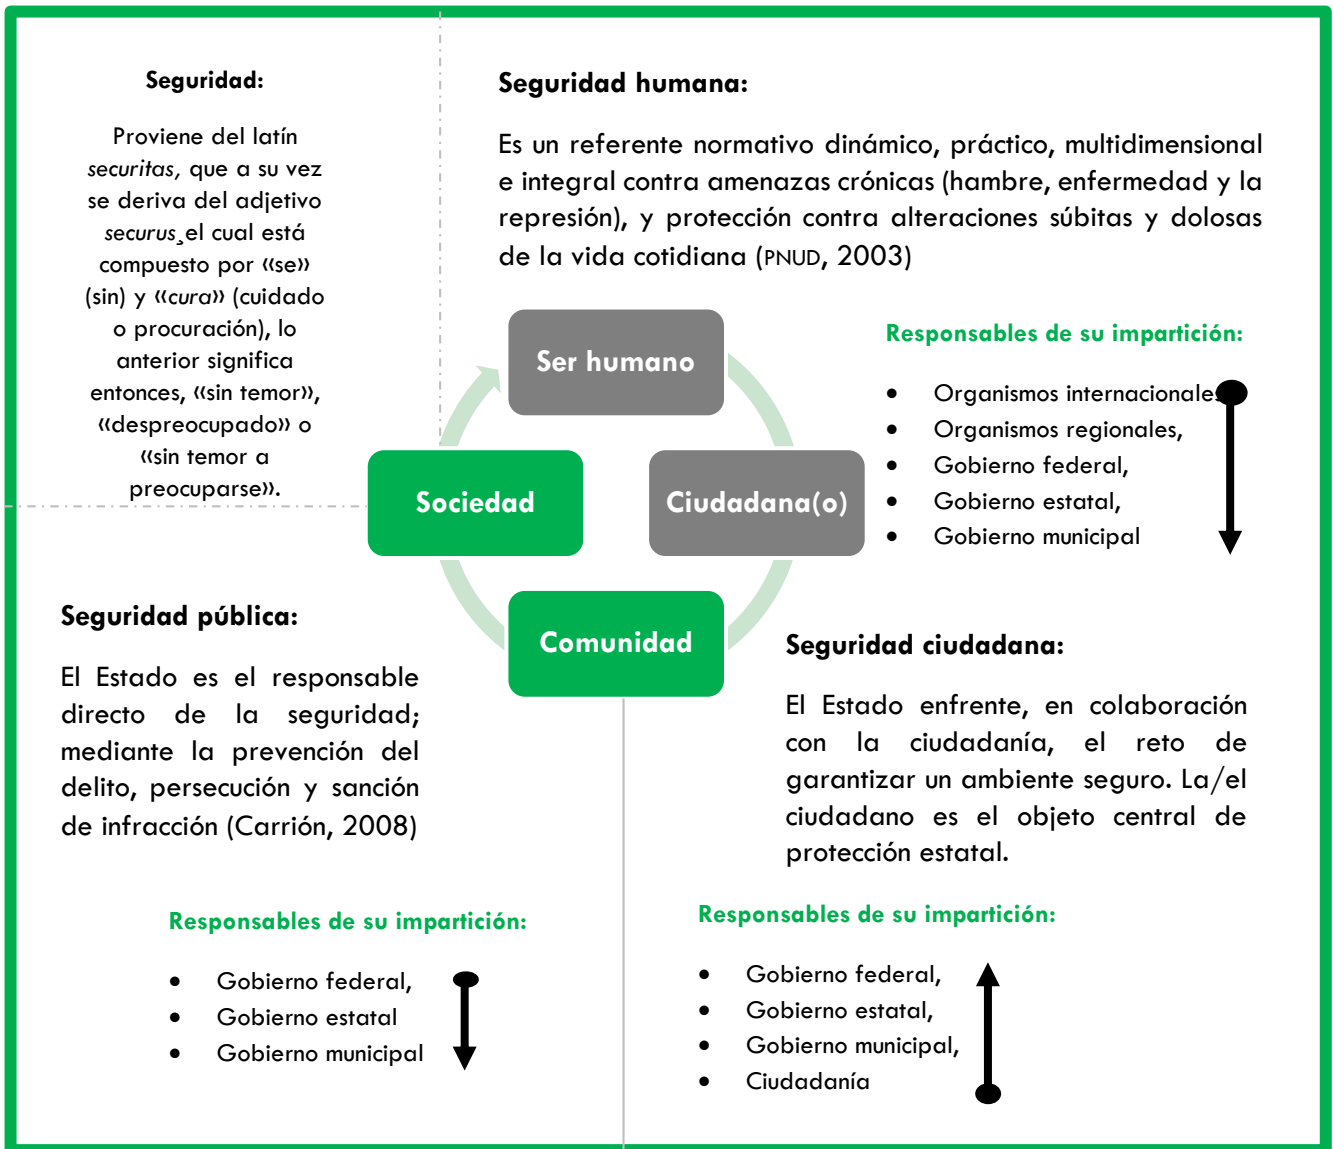 Seguridad:
Proviene del latín
securitas, que a su vez
se deriva del adjetivo
securus¸el cual está
compuesto por «se»
(sin) y «cura» (cuidado
o procuración), lo
anterior significa
entonces, «sin temor»,
«despreocupado» o
«sin temor a
preocuparse».
Seguridad humana:
Es un referente normativo dinámico, práctico, multidimensional
e integral contra amenazas crónicas (hambre, enfermedad y la
represión), y protección contra alteraciones súbitas y dolosas
de la vida cotidiana (PNUD, 2003)
Responsables de su impartición:
• Organismos internacionales
• Organismos regionales,
• Gobierno federal,
• Gobierno estatal,
• Gobierno municipal
Ser humano
Ciudadana(o)
Comunidad
Sociedad
Seguridad pública:
El Estado es el responsable
directo de la seguridad;
mediante la prevención del
delito, persecución y sanción
de infracción (Carrión, 2008)
Responsables de su impartición:
• Gobierno federal,
• Gobierno estatal
• Gobierno municipal
Seguridad ciudadana:
El Estado enfrente, en colaboración
con la ciudadanía, el reto de
garantizar un ambiente seguro. La/el
ciudadano es el objeto central de
protección estatal.
Responsables de su impartición:
• Gobierno federal,
• Gobierno estatal,
• Gobierno municipal,
• Ciudadanía